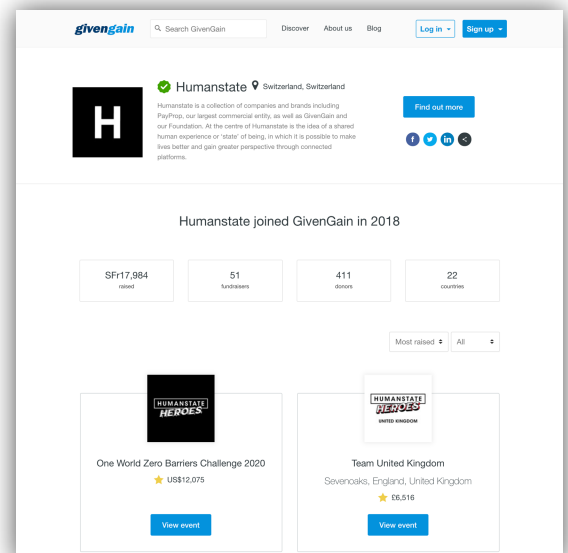 givengain Search GivenGain Discover About us Blog Log in Sign up
Humanstate Switzerland, Switzerland
Humanstate is a collection of companies and brands including
PayProp, our largest commercial entity, as well as GivenGain and
our Foundation. At the centre of Humanstate is the idea of a shared
human experience or 'state' of being, in which it is possible to make
lives better and gain greater perspective through connected
platforms.
H
Find out more
f in
Humanstate joined GivenGain in 2018
SFr17,984
raised
51
fundraisers
411
donors
22
countries
Most raised All
HUMANSTATE
HEROES
One World Zero Barriers Challenge 2020
US$12,075
View event
HUMANSTATE
HEROES
UNITED KINGDOM
Team United Kingdom
Sevenoaks, England, United Kingdom
£6,516
View event